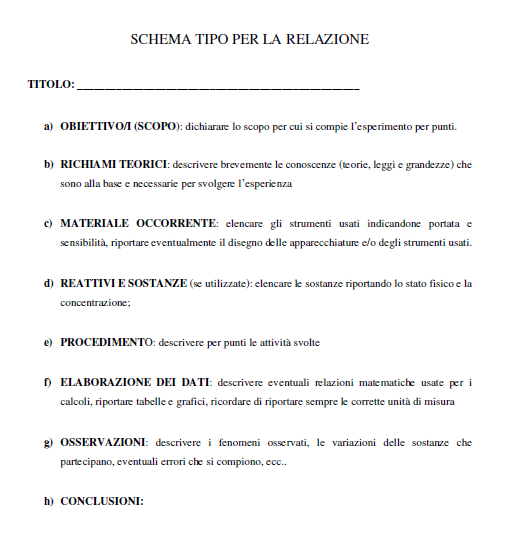 SCHEMA TIPO PER LA RELAZIONE
TITOLO: ___________________________________________
a) OBIETTIVO/I (SCOPO): dichiarare lo scopo per cui si compie l'esperimento per punti.
b) RICHIAMI TEORICI: descrivere brevemente le conoscenze (teorie, leggi e grandezze) che
sono alla base e necessarie per svolgere l'esperienza
c) MATERIALE OCCORRENTE: elencare gli strumenti usati indicandone portata e
sensibilità, riportare eventualmente il disegno delle apparecchiature e/o degli strumenti usati.
d) REATTIVI E SOSTANZE (se utilizzate): elencare le sostanze riportando lo stato fisico e la
concentrazione;
e) PROCEDIMENTO: descrivere per punti le attività svolte
f) ELABORAZIONE DEI DATI: descrivere eventuali relazioni matematiche usate per i
calcoli, riportare tabelle e grafici, ricordare di riportare sempre le corrette unità di misura
g) OSSERVAZIONI: descrivere i fenomeni osservati, le variazioni delle sostanze che
partecipano, eventuali errori che si compiono, ecc..
h) CONCLUSIONI: